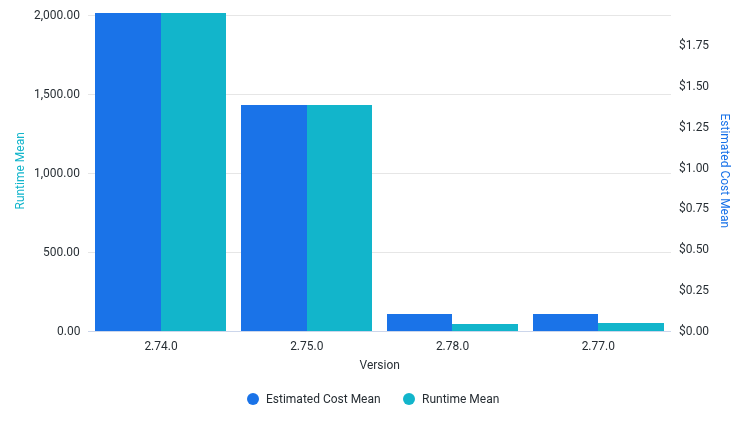 2,000.00
1,500.00
1,000.00
500.00
0.00
Runtime Mean
$1.75
$1.50
$1.25
$1.00
$0.75
$0.50
$0.25
$0.00
Estimated Cost Mean
2.74.0 2.75.0 2.78.0 2.77.0
Version
Estimated Cost Mean Runtime Mean